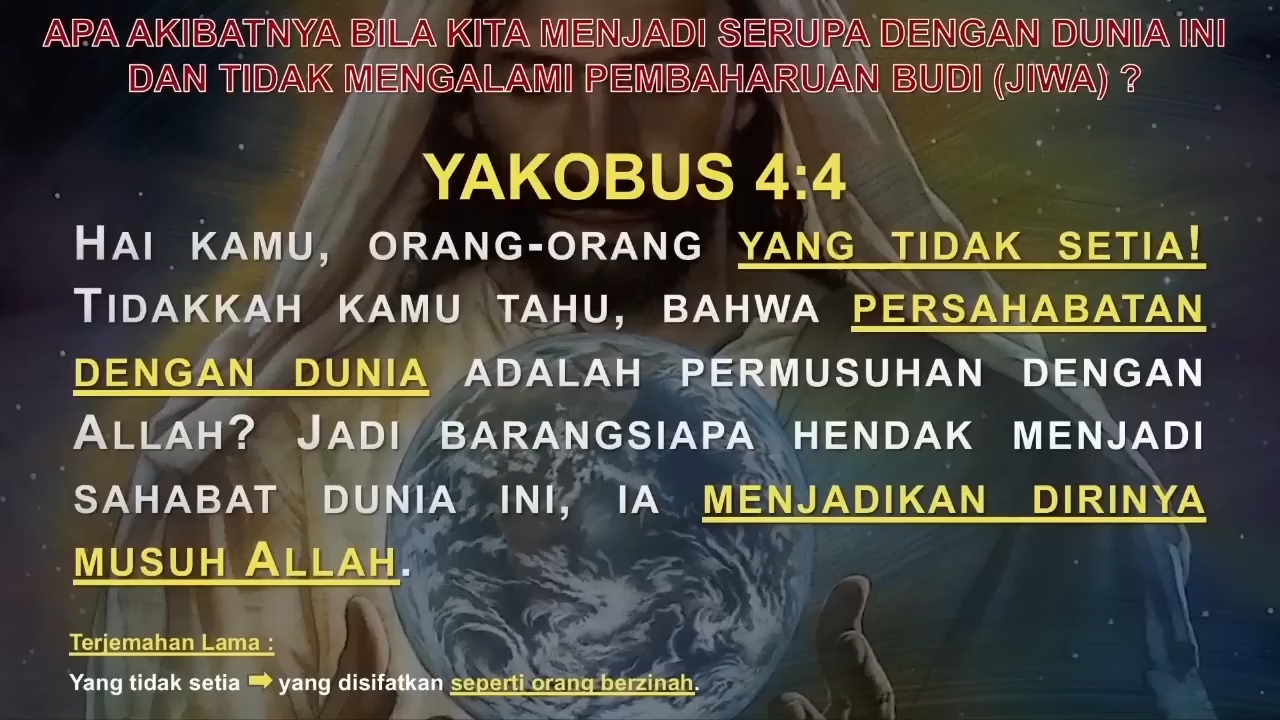 APA AKIBATNYA BILA KITA MENJADI SERUPA DENGAN DUNIA INI
DAN TIDAK MENGALAMI PEMBAHARUAN BUDI (JIWA) ?
YAKOBUS 4:4
HAI KAMU, ORANG-ORANG YANG TIDAK SETIA!
TIDAKKAH KAMU TAHU, BAHWA PERSAHABATAN
DENGAN DUNIA ADALAH PERMUSUHAN DENGAN
ALLAH? JADI BARANGSIAPA HENDAK MENJADI
SAHABAT DUNIA INI, IA MENJADIKAN DIRINYA
MUSUH ALLAH.
Terjemahan Lama :
Yang tidak setia ➡ yang disifatkan seperti orang berzinah.